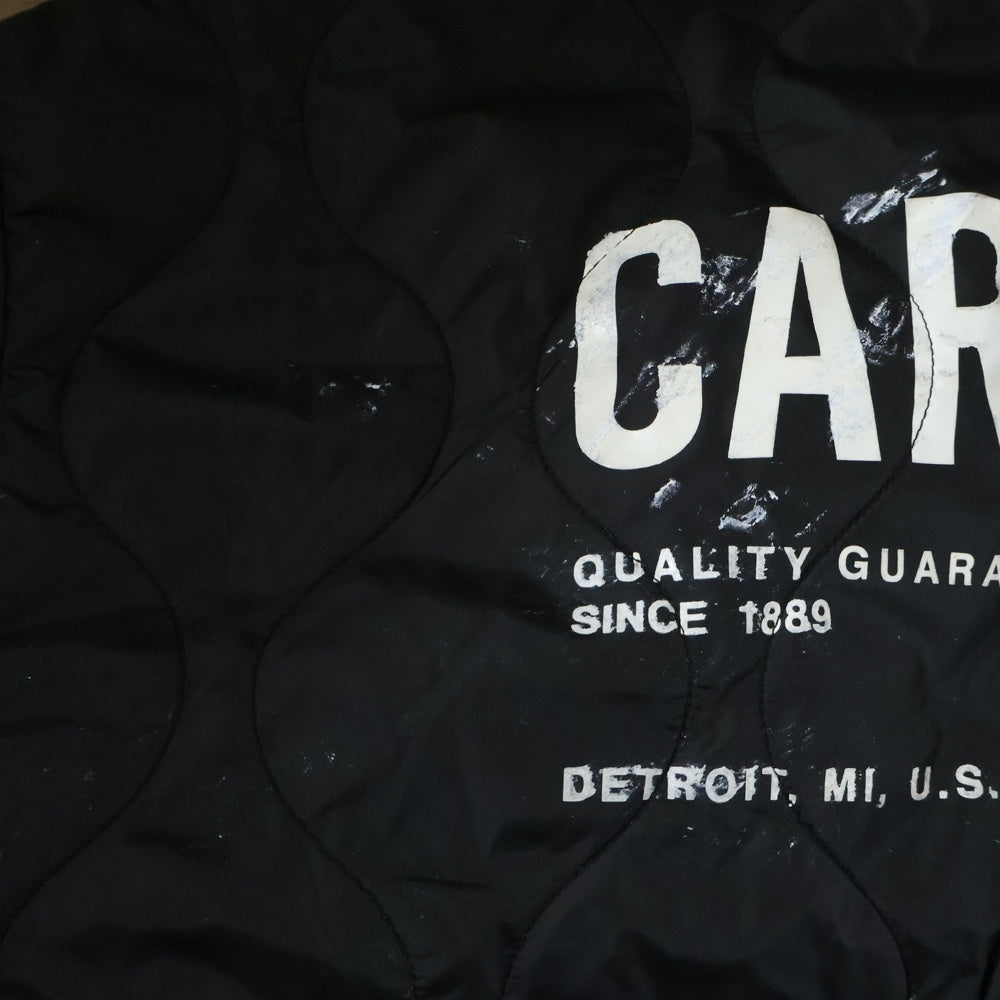 CAR
QUALITY GUARA
SINCE 1889
DETROIT, MI, U.S.